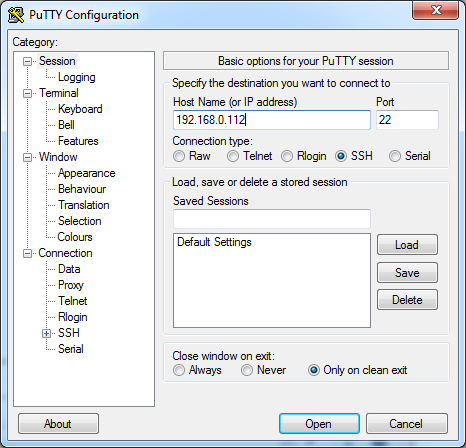 PuTTY Configuration
Category:
Session
Logging
Terminal
Keyboard
Bell
Features
Window
Appearance
Behaviour
Translation
Selection
Colours
Connection
Data
Proxy
Telnet
Rlogin
SSH
Serial
Basic options for your PuTTY session
Specify the destination you want to connect to
Host Name (or IP address) Port
192.168.0.112 22
Connection type:
Raw Telnet Rlogin SSH Serial
Load, save or delete a stored session
Saved Sessions
Default Settings
Load
Save
Delete
Close window on exit:
Always Never Only on clean exit
About Open Cancel